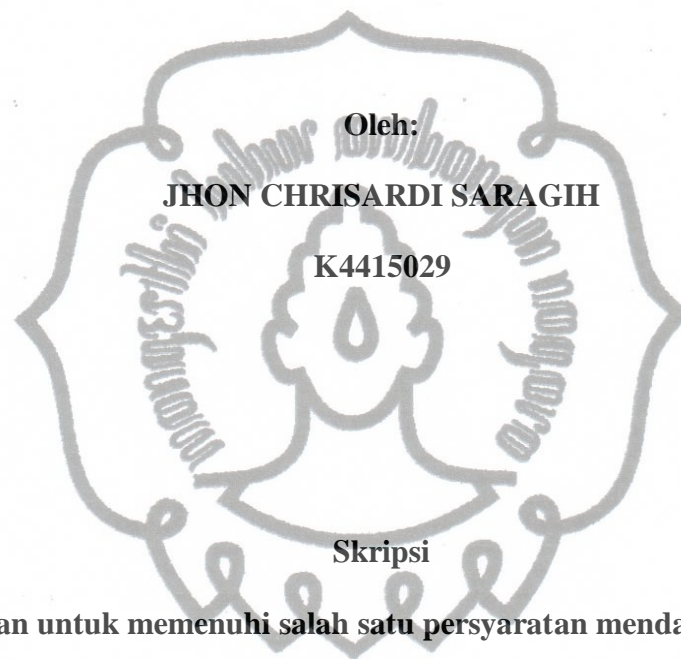 Oleh:
JHON CHRISARDI SARAGIH
K4415029
Skripsi
an untuk memenuhi salah satu persyaratan menda